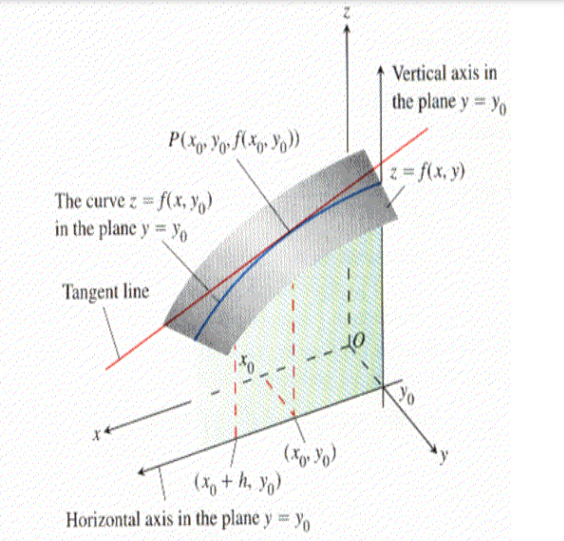 z
Vertical axis in
the plane y = y₀
P(x₀, y₀, f(x₀, y₀))
z = f(x, y)
The curve z = f(x, y₀)
in the plane y = y₀
Tangent line
O
x₀
y₀
x
y
(x₀, y₀)
(x₀ + h, y₀)
Horizontal axis in the plane y = y₀